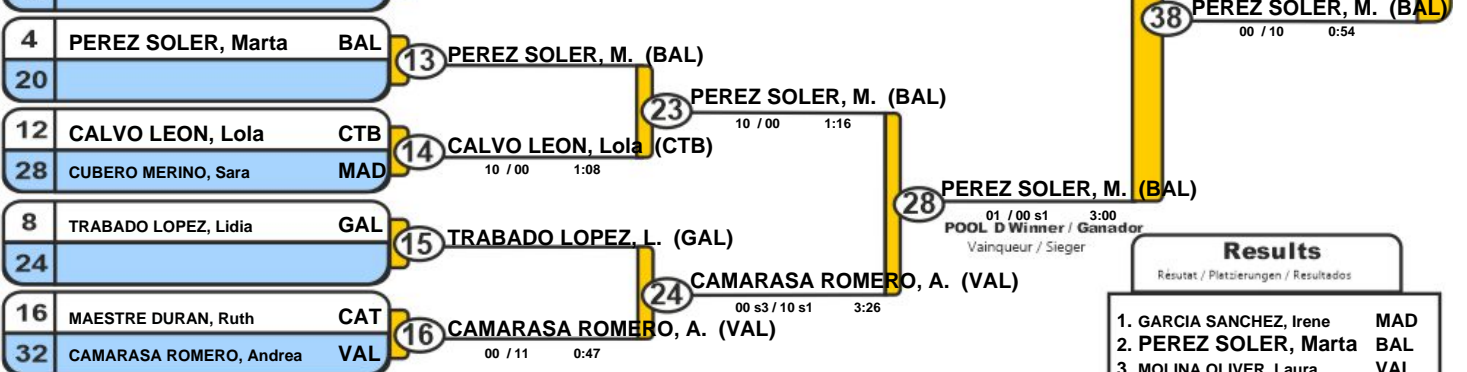 38 PEREZ SOLER, M. (BAL)
00 / 10 0:54
4 PEREZ SOLER, Marta BAL
20
13 PEREZ SOLER, M. (BAL)
23 PEREZ SOLER, M. (BAL)
10 / 00 1:16
12 CALVO LEON, Lola CTB
28 CUBERO MERINO, Sara MAD
14 CALVO LEON, Lola (CTB)
10 / 00 1:08
28 PEREZ SOLER, M. (BAL)
01 / 00 s1 3:00
POOL D Winner / Ganador
Vainqueur / Sieger
8 TRABADO LOPEZ, Lidia GAL
24
15 TRABADO LOPEZ, L. (GAL)
24 CAMARASA ROMERO, A. (VAL)
00 s3 / 10 s1 3:26
16 MAESTRE DURAN, Ruth CAT
32 CAMARASA ROMERO, Andrea VAL
16 CAMARASA ROMERO, A. (VAL)
00 / 11 0:47
Results
Résutat / Platzierungen / Resultados
1. GARCIA SANCHEZ, Irene MAD
2. PEREZ SOLER, Marta BAL
3. MOLINA OLIVER, Laura VAL